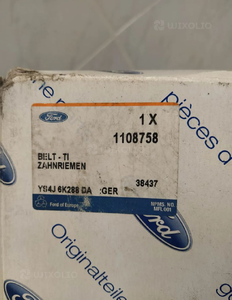 Ford
1 X
1108758
BELT - TI
ZAHNRIEMEN
YS4J 6K288 DA GER
38437
Ford of Europe
pièces
Ford
Originalteile